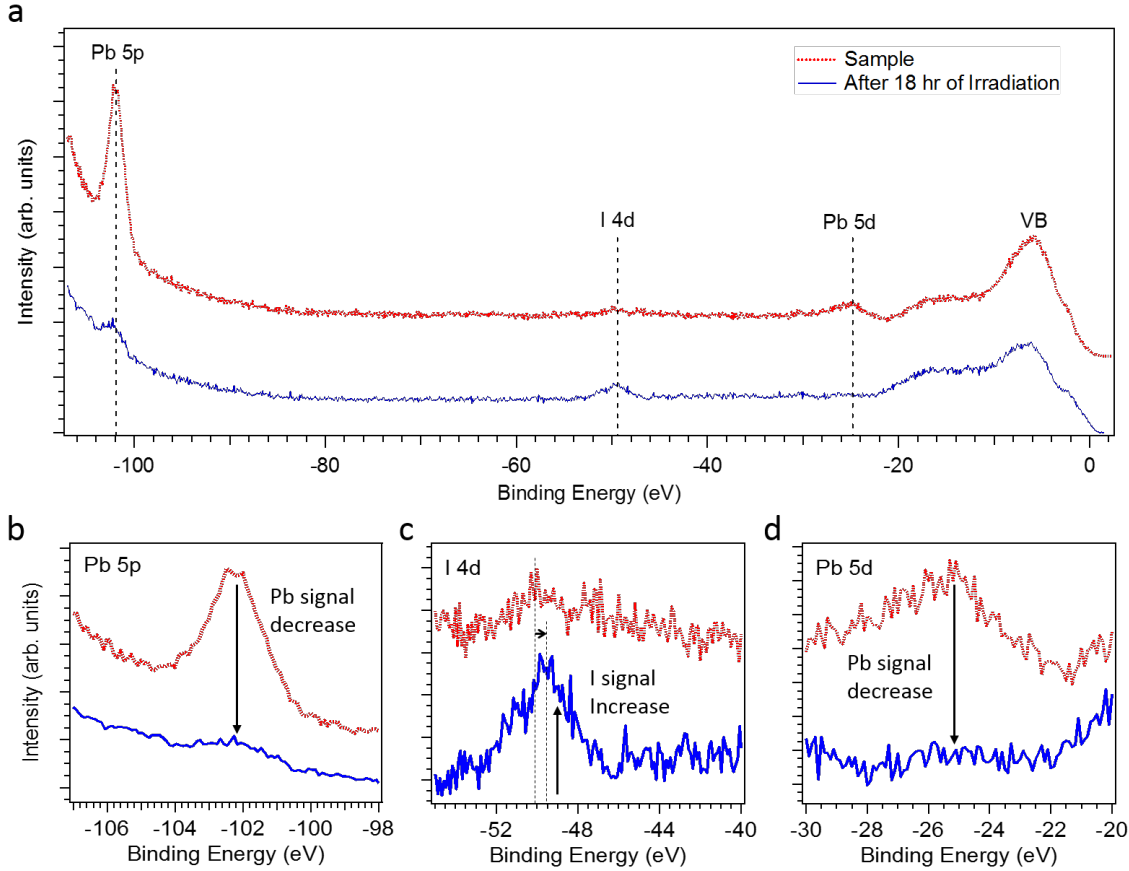 a
Pb 5p
Sample
After 18 hr of Irradiation
I 4d
Pb 5d
VB
Intensity (arb. units)
-100
-80
-60
-40
-20
0
Binding Energy (eV)
b
Pb 5p
Pb signal
decrease
Intensity (arb. units)
-106
-104
-102
-100
-98
Binding Energy (eV)
c
I 4d
I signal
Increase
-52
-48
-44
-40
Binding Energy (eV)
d
Pb 5d
Pb signal
decrease
-30
-28
-26
-24
-22
-20
Binding Energy (eV)